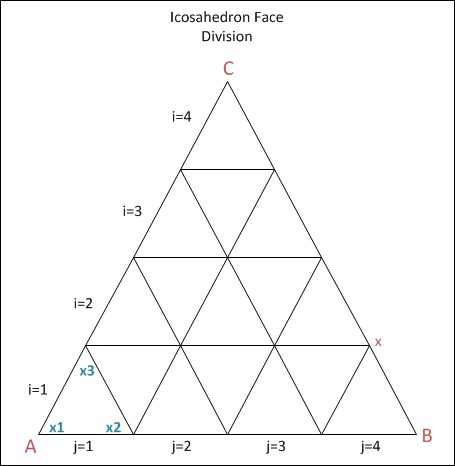 Icosahedron Face
Division
C
i=4
i=3
i=2
x
x3
i=1
x1 x2
A B
j=1 j=2 j=3 j=4